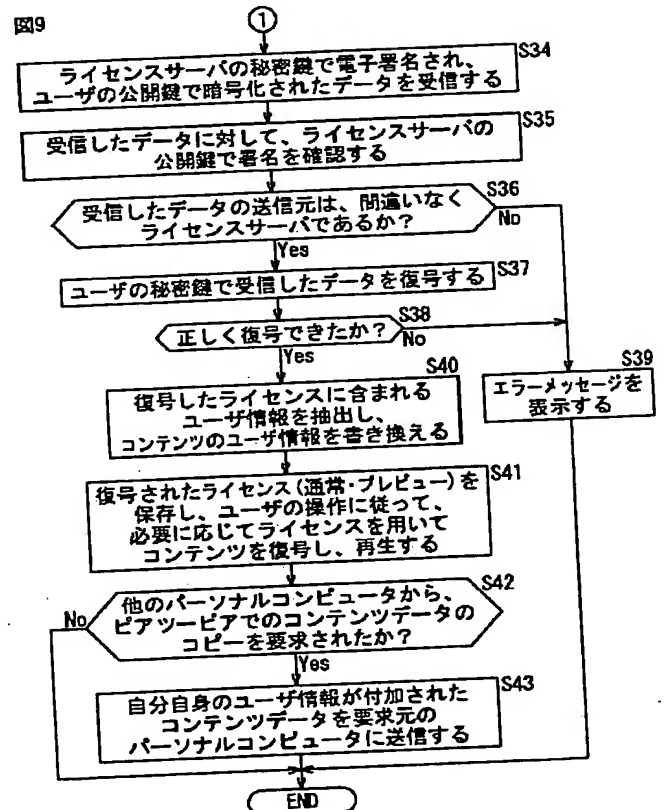 図9
①
S34
ライセンスサーバの秘密鍵で電子署名され、
ユーザの公開鍵で暗号化されたデータを受信する
S35
受信したデータに対して、ライセンスサーバの
公開鍵で署名を確認する
S36
受信したデータの送信元は、間違いなく
ライセンスサーバであるか?
No
Yes
S37
ユーザの秘密鍵で受信したデータを復号する
S38
正しく復号できたか?
No
Yes
S39
エラーメッセージを
表示する
S40
復号したライセンスに含まれる
ユーザ情報を抽出し、
コンテンツのユーザ情報を書き換える
S41
復号されたライセンス(通常・プレビュー)を
保存し、ユーザの操作に従って、
必要に応じてライセンスを用いて
コンテンツを復号し、再生する
S42
他のパーソナルコンピュータから、
ピアツーピアでのコンテンツデータの
コピーを要求されたか?
No
Yes
S43
自分自身のユーザ情報が付加された
コンテンツデータを要求元の
パーソナルコンピュータに送信する
END